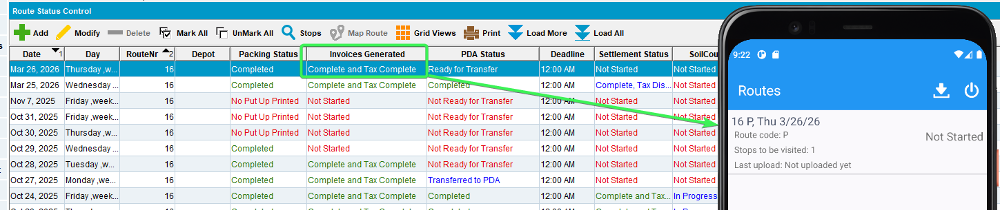 Route Status Control
Add Modify Delete Mark All UnMark All Stops Map Route Grid Views Print Load More Load All
Date 1 Day RouteNr 2 Depot Packing Status Invoices Generated PDA Status Deadline Settlement Status SoilCou
Mar 26, 2026 Thursday ,w... 16 Completed Complete and Tax Complete Ready for Transfer 12:00 AM Not Started Not Started
Mar 25, 2026 Wednesday ... 16 Completed Complete and Tax Complete Completed 12:00 AM Complete, Tax Dis... Not Started
Nov 7, 2025 Friday ,week... 16 No Put Up Printed Not Started Not Ready for Transfer 12:00 AM Not Started Not Started
Oct 31, 2025 Friday ,week... 16 No Put Up Printed Not Started Not Ready for Transfer 12:00 AM Not Started Not Started
Oct 30, 2025 Thursday ,w... 16 No Put Up Printed Not Started Not Ready for Transfer 12:00 AM Not Started Not Started
Oct 29, 2025 Wednesday ... 16 Completed Not Started Not Ready for Transfer 12:00 AM Not Started Not Started
Oct 28, 2025 Tuesday ,w... 16 Completed Complete and Tax Complete Not Ready for Transfer 12:00 AM Not Started Not Started
Oct 27, 2025 Monday ,we... 16 Completed Complete and Tax Complete Transferred to PDA 12:00 AM Not Started Not Started
Oct 24, 2025 Friday ,week... 16 Completed Complete and Tax Complete Completed 12:00 AM Complete and Tax... In Progress
9:22
Routes
16 P, Thu 3/26/26
Route code: P
Not Started
Stops to be visited: 1
Last upload: Not uploaded yet